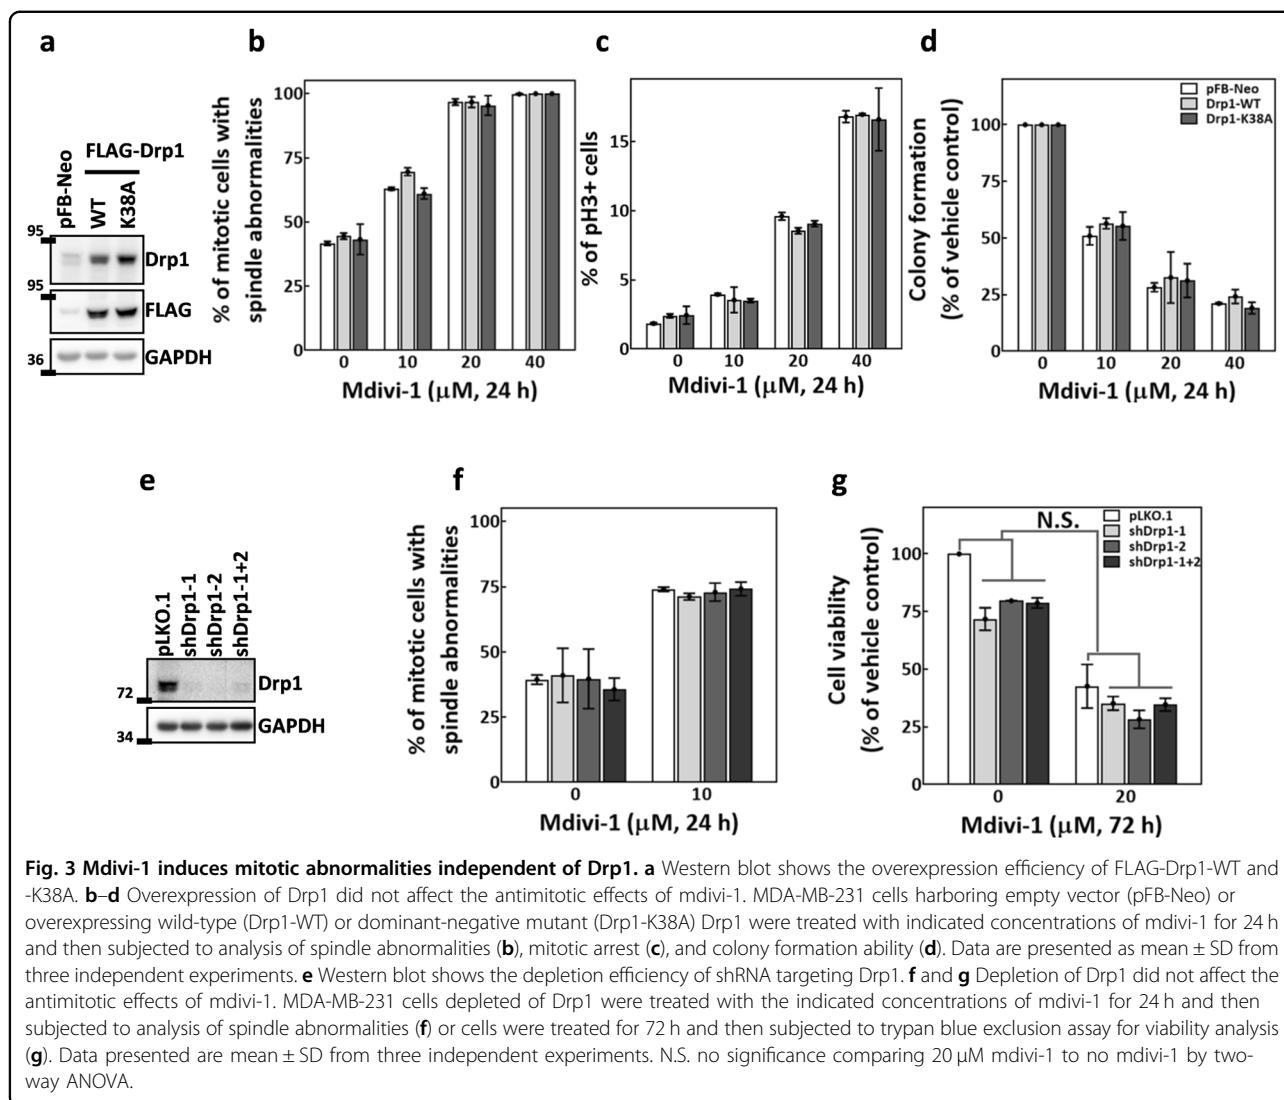 a
pFB-Neo
FLAG-Drp1
WT
K38A
95
Drp1
95
FLAG
36
GAPDH
b
% of mitotic cells with
spindle abnormalities
100
75
50
25
0
0 10 20 40
Mdivi-1 (μM, 24 h)
c
% of pH3+ cells
15
10
5
0
0 10 20 40
Mdivi-1 (μM, 24 h)
d
Colony formation
(% of vehicle control)
100
75
50
25
0
pFB-Neo
Drp1-WT
Drp1-K38A
0 10 20 40
Mdivi-1 (μM, 24 h)
e
pLKO.1
shDrp1-1
shDrp1-2
shDrp1-1+2
72
Drp1
34
GAPDH
f
% of mitotic cells with
spindle abnormalities
100
75
50
25
0
0 10
Mdivi-1 (μM, 24 h)
g
Cell viability
(% of vehicle control)
100
75
50
25
0
N.S.
pLKO.1
shDrp1-1
shDrp1-2
shDrp1-1+2
0 20
Mdivi-1 (μM, 72 h)
Fig. 3 Mdivi-1 induces mitotic abnormalities independent of Drp1. a Western blot shows the overexpression efficiency of FLAG-Drp1-WT and
-K38A. b–d Overexpression of Drp1 did not affect the antimitotic effects of mdivi-1. MDA-MB-231 cells harboring empty vector (pFB-Neo) or
overexpressing wild-type (Drp1-WT) or dominant-negative mutant (Drp1-K38A) Drp1 were treated with indicated concentrations of mdivi-1 for 24 h
and then subjected to analysis of spindle abnormalities (b), mitotic arrest (c), and colony formation ability (d). Data are presented as mean ± SD from
three independent experiments. e Western blot shows the depletion efficiency of shRNA targeting Drp1. f and g Depletion of Drp1 did not affect the
antimitotic effects of mdivi-1. MDA-MB-231 cells depleted of Drp1 were treated with the indicated concentrations of mdivi-1 for 24 h and then
subjected to analysis of spindle abnormalities (f) or cells were treated for 72 h and then subjected to trypan blue exclusion assay for viability analysis
(g). Data presented are mean ± SD from three independent experiments. N.S. no significance comparing 20 μM mdivi-1 to no mdivi-1 by two-
way ANOVA.